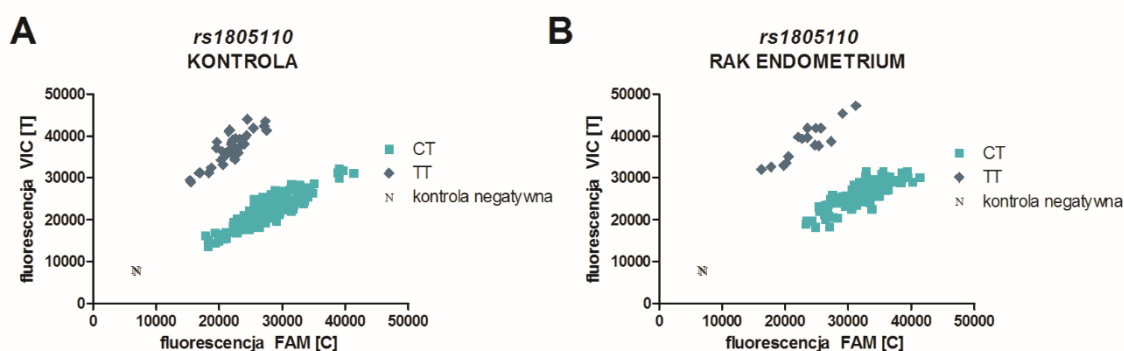 A
rs1805110
KONTROLA
fluorescencja VIC [T]
50000
40000
30000
20000
10000
0
N
0 10000 20000 30000 40000 50000
fluorescencja FAM [C]
CT
TT
N kontrola negatywna
B
rs1805110
RAK ENDOMETRIUM
fluorescencja VIC [T]
50000
40000
30000
20000
10000
0
N
0 10000 20000 30000 40000 50000
fluorescencja FAM [C]
CT
TT
N kontrola negatywna